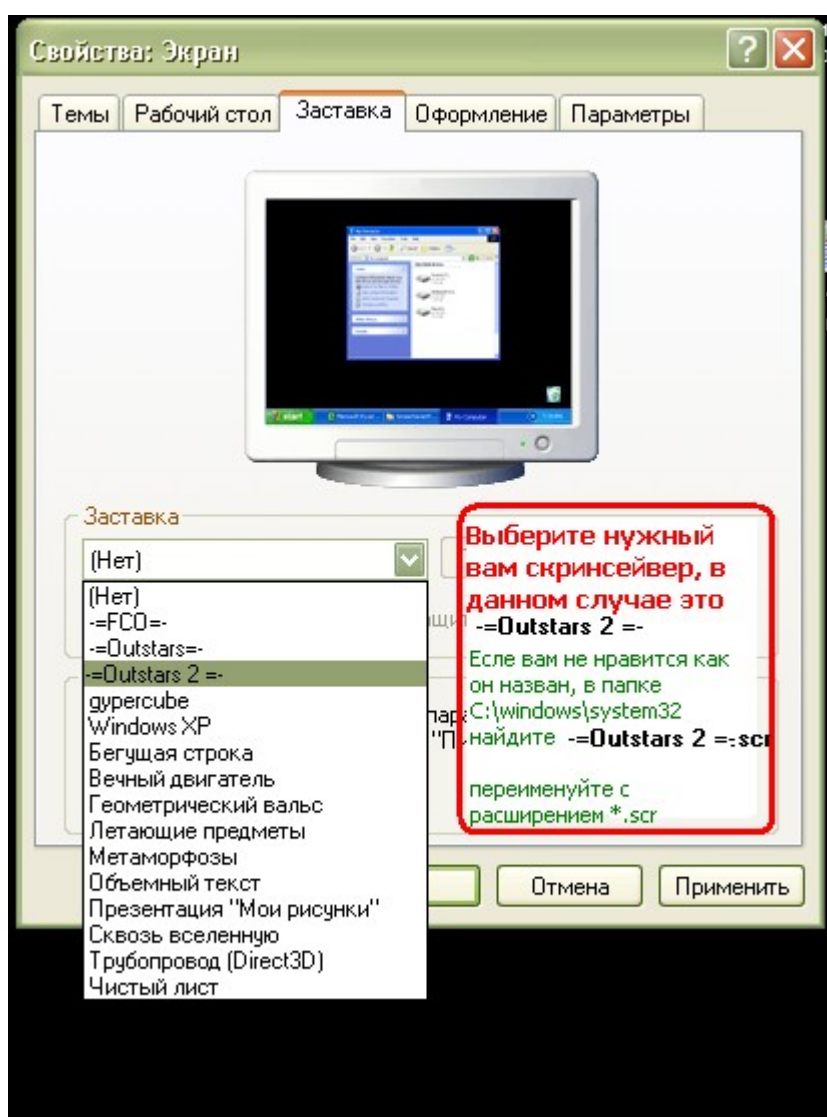 Свойства: Экран
Темы Рабочий стол Заставка Оформление Параметры
start
Заставка
(Нет)
(Нет)
-=FCO=-
-=Outstars=-
-=Outstars 2 =-
gypercube
Windows XP
Бегущая строка
Вечный двигатель
Геометрический вальс
Летающие предметы
Метаморфозы
Объемный текст
Презентация "Мои рисунки"
Сквозь вселенную
Трубопровод (Direct3D)
Чистый лист
Выберите нужный
вам скринсейвер, в
данном случае это
-=Outstars 2 =-
Есле вам не нравится как
он назван, в папке
C:\windows\system32
найдите -=Outstars 2 =-.scr
переименуйте с
расширением *.scr
Отмена Применить